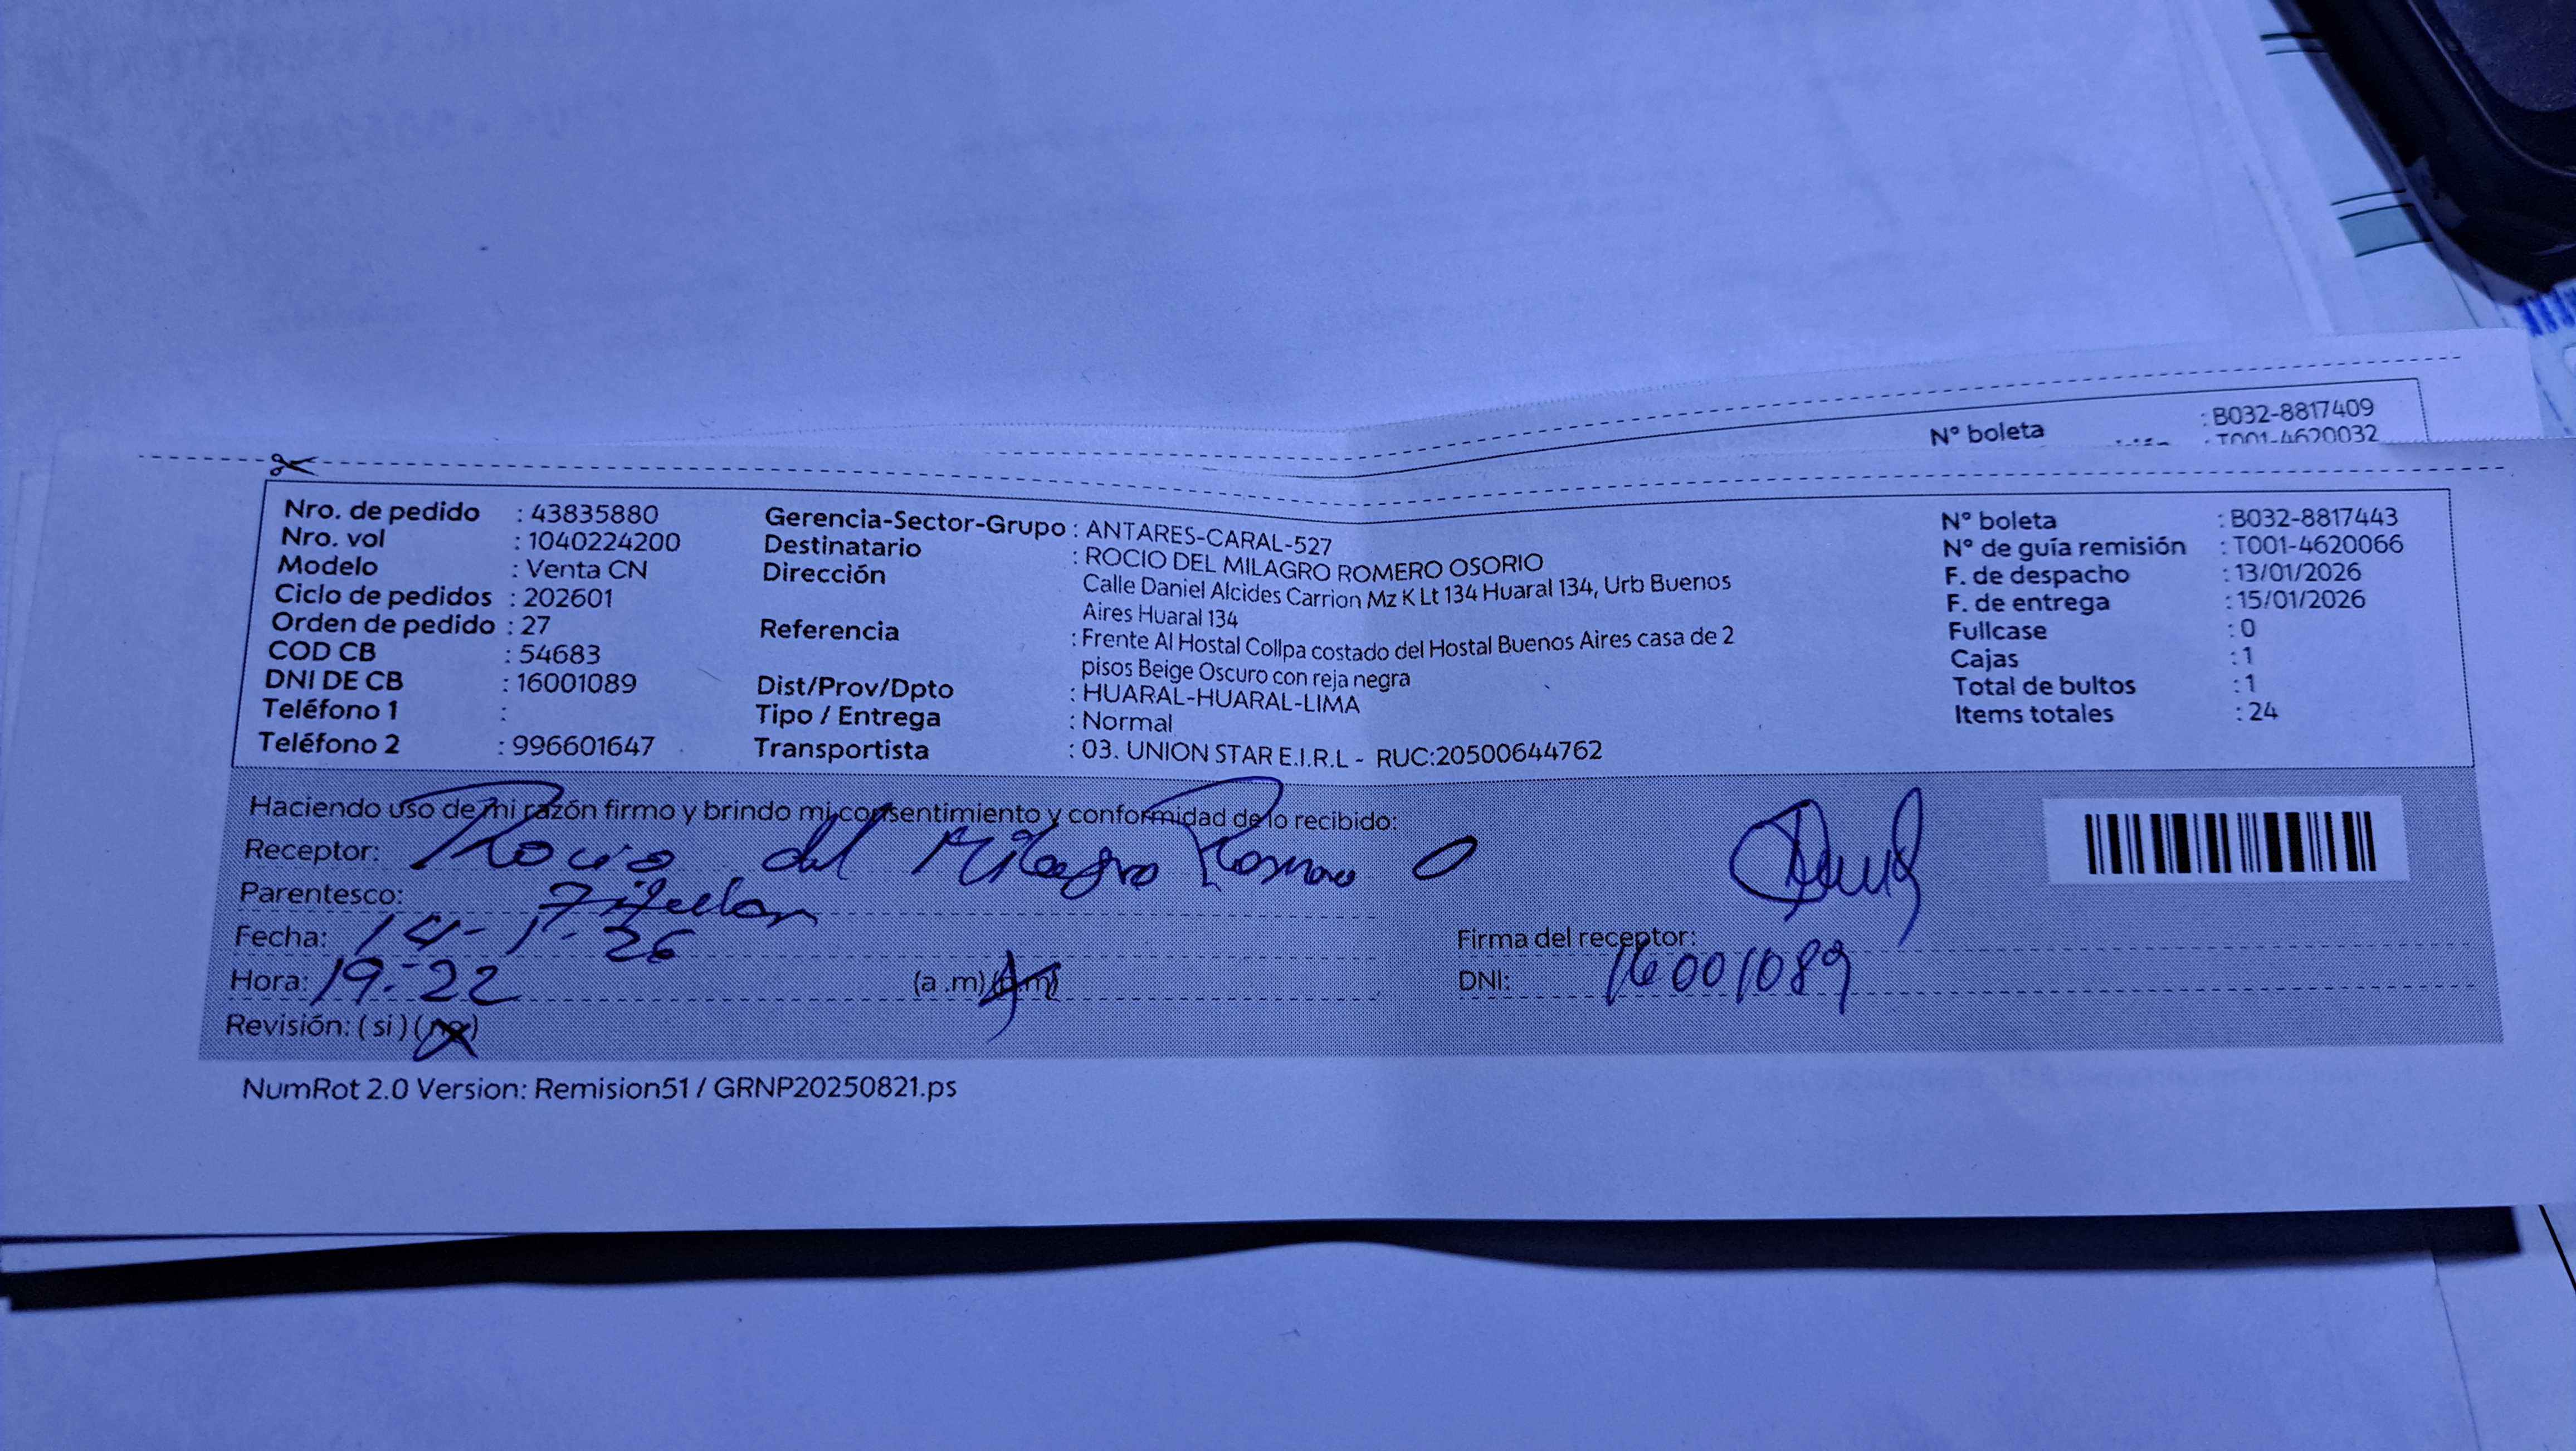 Nº boleta : B032-8817409
: T001-4620032
Nro. de pedido : 43835880
Nro. vol : 1040224200
Modelo : Venta CN
Ciclo de pedidos : 202601
Orden de pedido : 27
COD CB : 54683
DNI DE CB : 16001089
Teléfono 1 :
Teléfono 2 : 996601647
Gerencia-Sector-Grupo : ANTARES-CARAL-527
Destinatario : ROCIO DEL MILAGRO ROMERO OSORIO
Dirección Calle Daniel Alcides Carrion Mz K Lt 134 Huaral 134, Urb Buenos
Aires Huaral 134
Referencia : Frente Al Hostal Collpa costado del Hostal Buenos Aires casa de 2
pisos Beige Oscuro con reja negra
Dist/Prov/Dpto : HUARAL-HUARAL-LIMA
Tipo / Entrega : Normal
Transportista : 03. UNION STAR E.I.R.L - RUC:20500644762
Nº boleta : B032-8817443
Nº de guía remisión : T001-4620066
F. de despacho : 13/01/2026
F. de entrega : 15/01/2026
Fullcase : 0
Cajas : 1
Total de bultos : 1
Items totales : 24
Haciendo uso de mi razón firmo y brindo mi consentimiento y conformidad de lo recibido:
Receptor: Rocio del Milagro Romero O
Parentesco: Titular
Fecha: 14-1-26
Hora: 19:22 (a .m) (p.m)
Revisión: ( si ) ( no )
Firma del receptor:
DNI: 16001089
NumRot 2.0 Version: Remision51 / GRNP20250821.ps